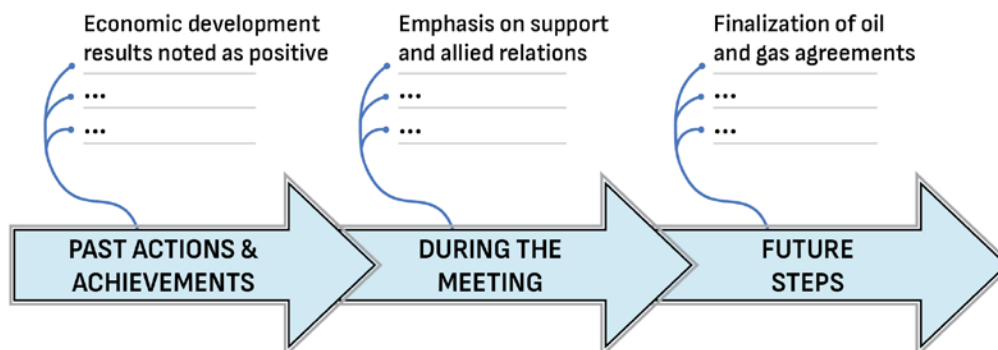 Economic development
results noted as positive
...
...
Emphasis on support
and allied relations
...
...
Finalization of oil
and gas agreements
...
...
PAST ACTIONS &
ACHIEVEMENTS
DURING THE
MEETING
FUTURE
STEPS